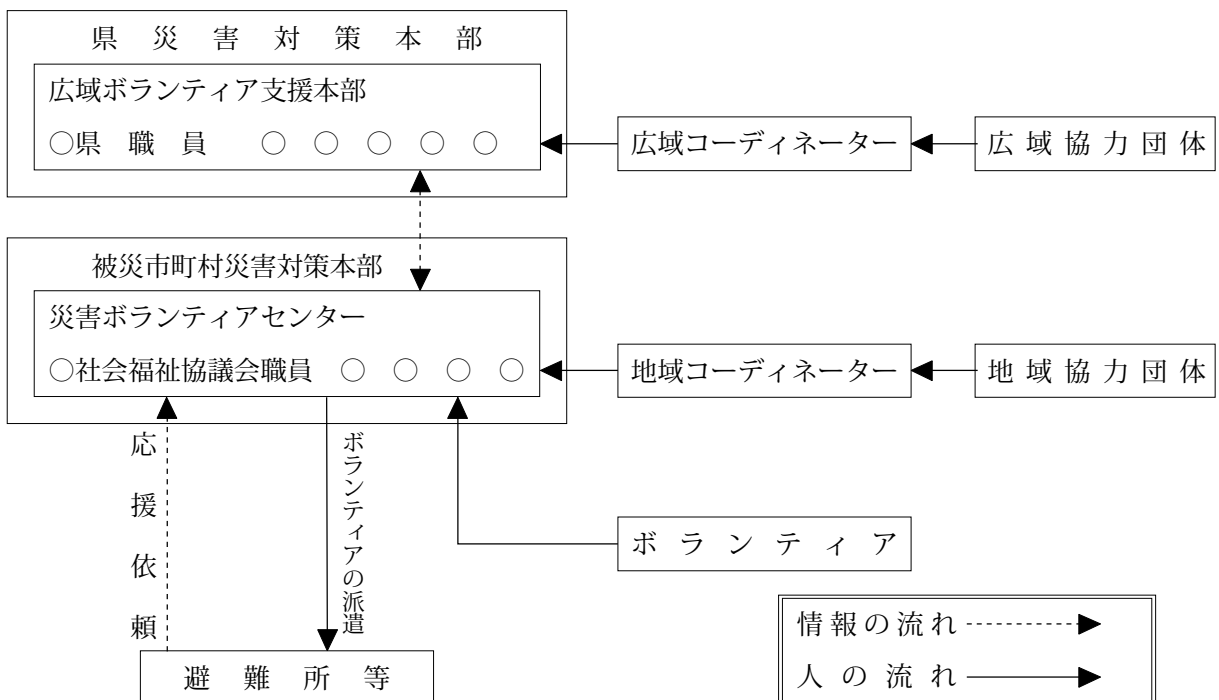 県災害対策本部
広域ボランティア支援本部
○県職員 ○ ○ ○ ○ ○
広域コーディネーター
広域協力団体
被災市町村災害対策本部
災害ボランティアセンター
○社会福祉協議会職員 ○ ○ ○ ○
地域コーディネーター
地域協力団体
応援依頼
ボランティアの派遣
ボランティア
避難所等
情報の流れ
人の流れ